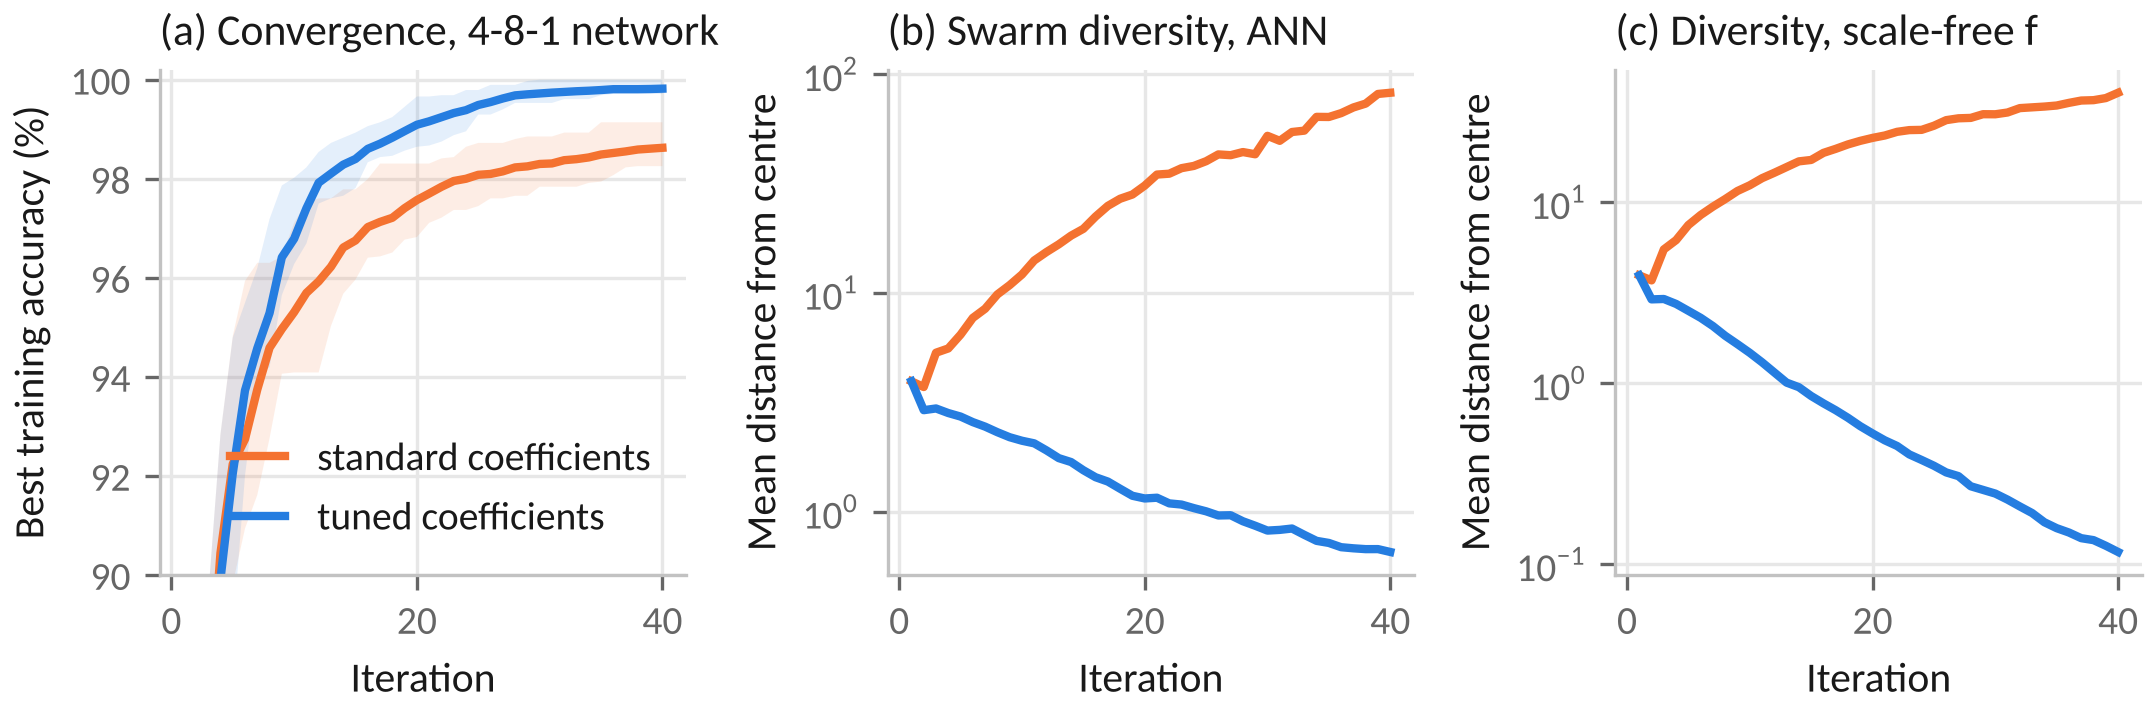 (a) Convergence, 4-8-1 network
Best training accuracy (%)
100
98
96
94
92
90
standard coefficients
tuned coefficients
0 20 40
Iteration
(b) Swarm diversity, ANN
Mean distance from centre
10²
10¹
10⁰
0 20 40
Iteration
(c) Diversity, scale-free f
Mean distance from centre
10¹
10⁰
10⁻¹
0 20 40
Iteration